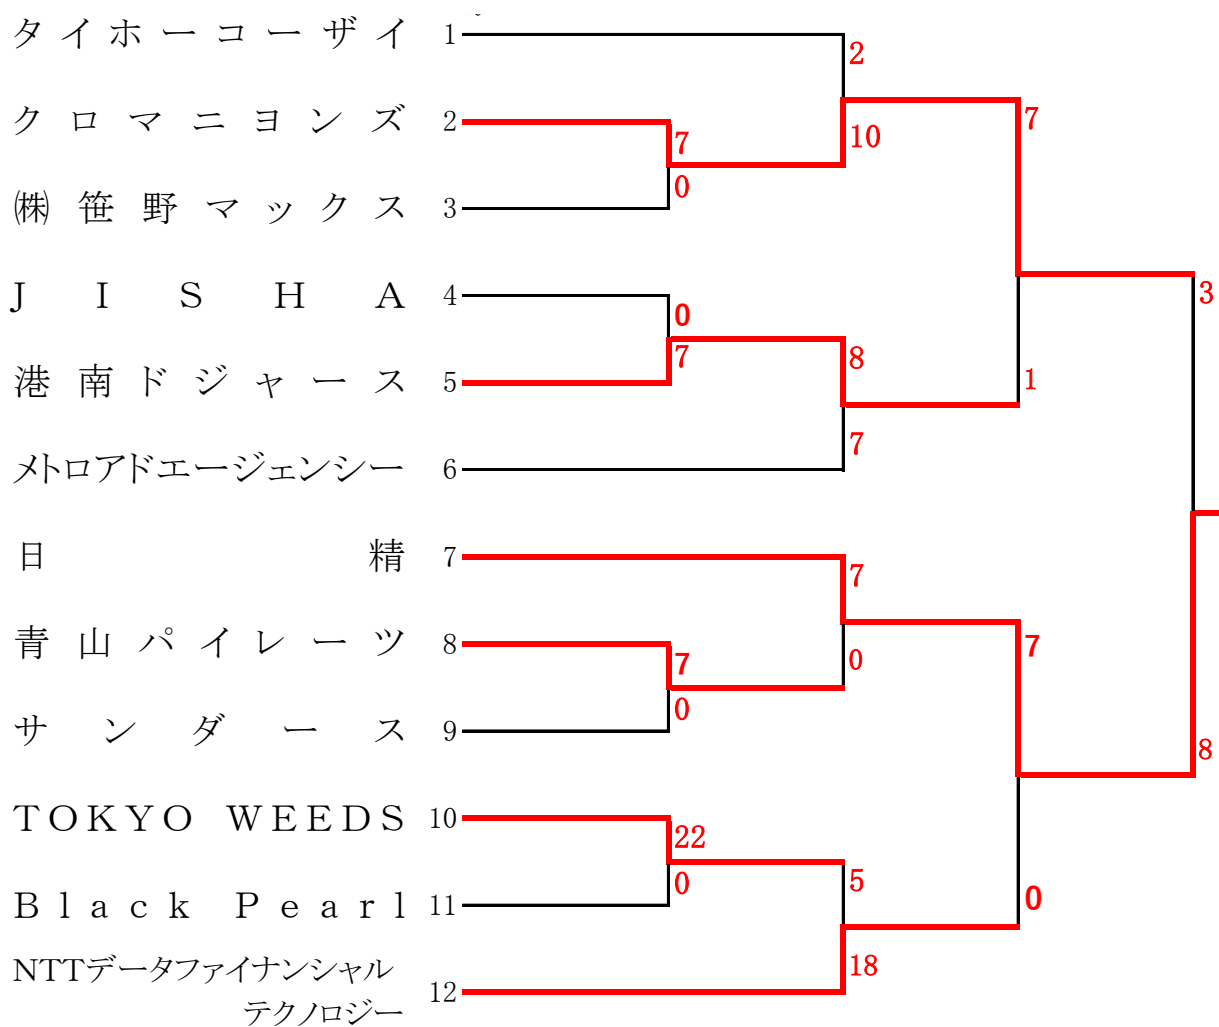 タイホーコーザイ 1
2
クロマニヨンズ 2
7
10
7
㈱笹野マックス 3
0
JISHA 4
0
3
港南ドジャース 5
7
8
1
メトロアドエージェンシー 6
7
日精 7
7
青山パイレーツ 8
7
0
7
サンダース 9
0
8
TOKYO WEEDS 10
22
Black Pearl 11
0
5
0
NTTデータファイナンシャル
テクノロジー 12
18